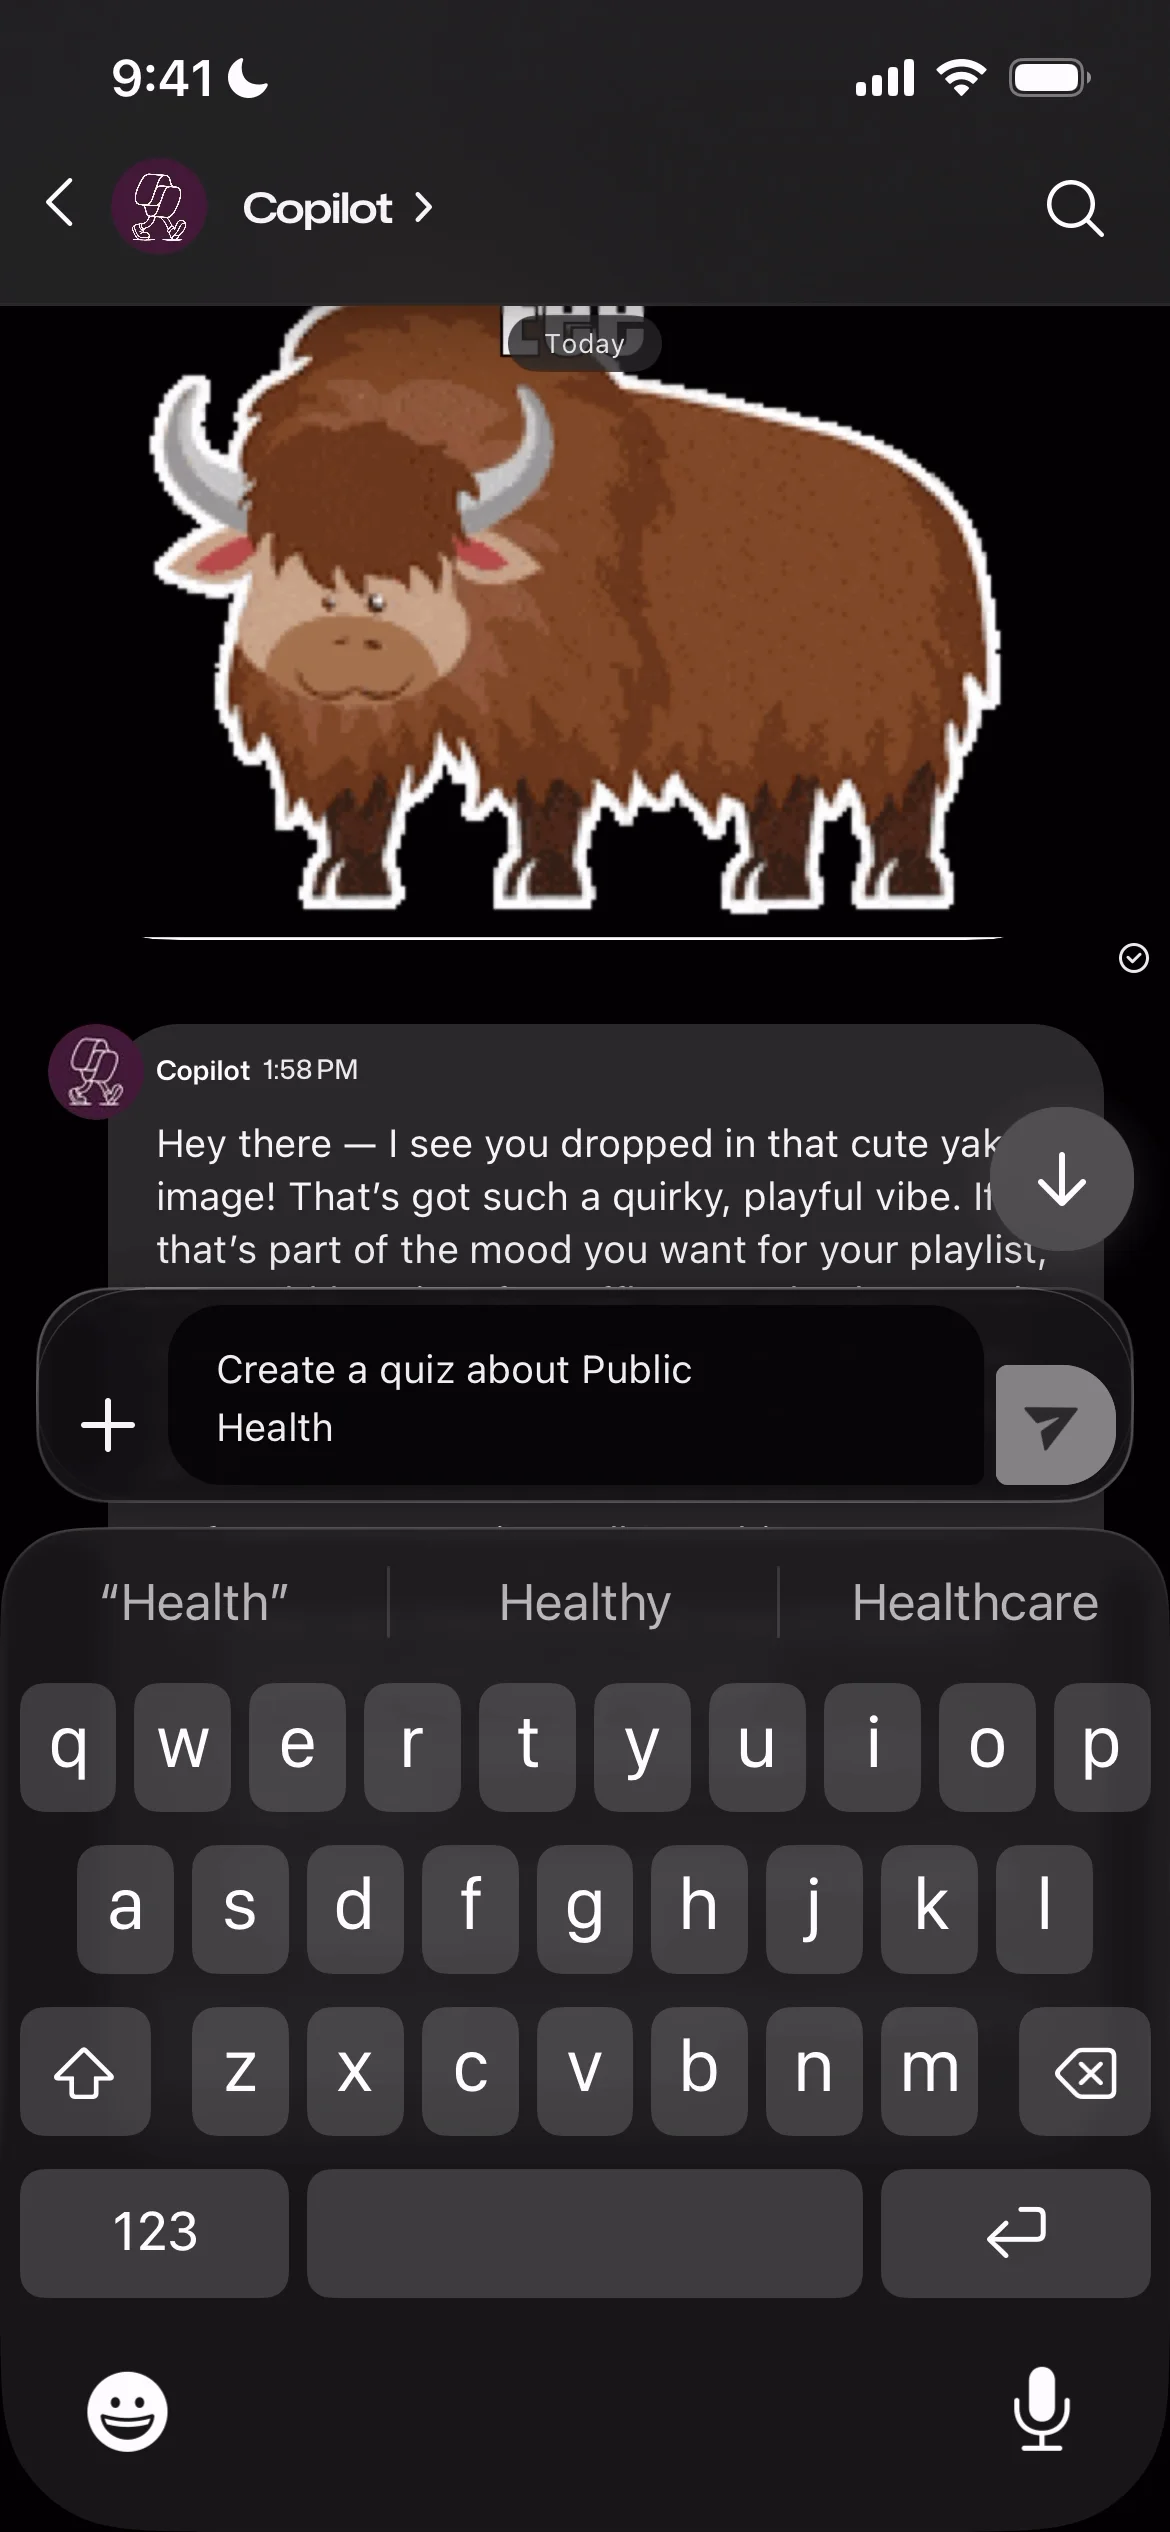 9:41
Copilot
Today
Copilot 1:58 PM
Hey there — I see you dropped in that cute yak
image! That’s got such a quirky, playful vibe. If
that’s part of the mood you want for your playlist,
Create a quiz about Public
Health
“Health” Healthy Healthcare
q w e r t y u i o p
a s d f g h j k l
z x c v b n m
123